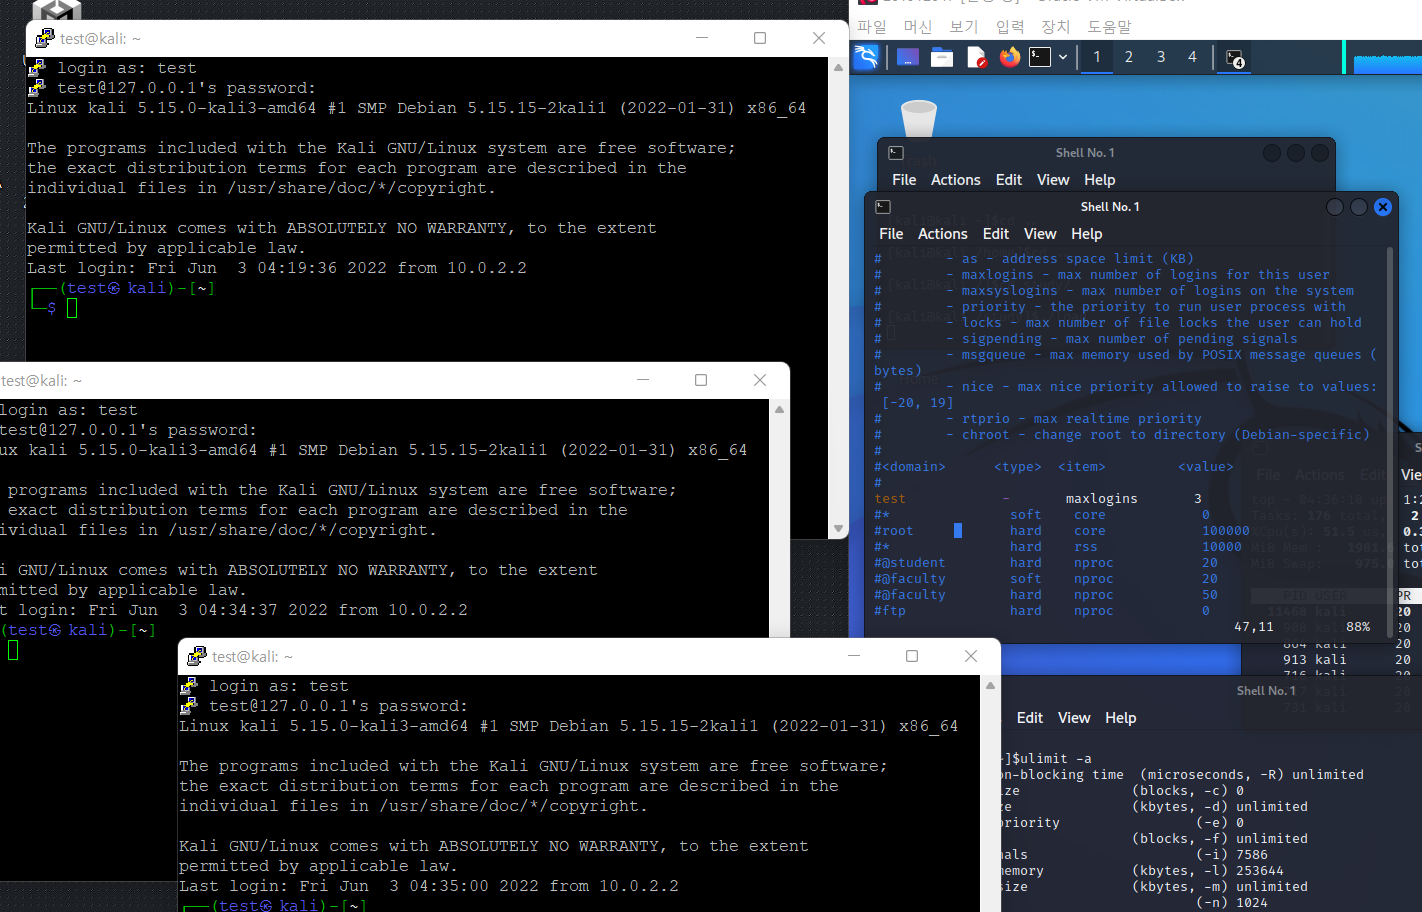 test@kali: ~
login as: test
test@127.0.0.1's password:
Linux kali 5.15.0-kali3-amd64 #1 SMP Debian 5.15.15-2kali1 (2022-01-31) x86_64
The programs included with the Kali GNU/Linux system are free software;
the exact distribution terms for each program are described in the
individual files in /usr/share/doc/*/copyright.
Kali GNU/Linux comes with ABSOLUTELY NO WARRANTY, to the extent
permitted by applicable law.
Last login: Fri Jun  3 04:19:36 2022 from 10.0.2.2
(test㉿ kali)-[~]
$
test@kali: ~
login as: test
test@127.0.0.1's password:
ux kali 5.15.0-kali3-amd64 #1 SMP Debian 5.15.15-2kali1 (2022-01-31) x86_64
programs included with the Kali GNU/Linux system are free software;
exact distribution terms for each program are described in the
ividual files in /usr/share/doc/*/copyright.
i GNU/Linux comes with ABSOLUTELY NO WARRANTY, to the extent
mitted by applicable law.
t login: Fri Jun  3 04:34:37 2022 from 10.0.2.2
(test㉿ kali)-[~]
test@kali: ~
login as: test
test@127.0.0.1's password:
Linux kali 5.15.0-kali3-amd64 #1 SMP Debian 5.15.15-2kali1 (2022-01-31) x86_64
The programs included with the Kali GNU/Linux system are free software;
the exact distribution terms for each program are described in the
individual files in /usr/share/doc/*/copyright.
Kali GNU/Linux comes with ABSOLUTELY NO WARRANTY, to the extent
permitted by applicable law.
Last login: Fri Jun  3 04:35:00 2022 from 10.0.2.2
(test㉿ kali)-[~]
파일 머신 보기 입력 장치 도움말
1 2 3 4 4
Shell No. 1
File Actions Edit View Help
Shell No. 1
File Actions Edit View Help
# - as - address space limit (KB)
# - maxlogins - max number of logins for this user
# - maxsyslogins - max number of logins on the system
# - priority - the priority to run user process with
# - locks - max number of file locks the user can hold
# - sigpending - max number of pending signals
# - msgqueue - max memory used by POSIX message queues (
bytes)
# - nice - max nice priority allowed to raise to values:
[-20, 19]
# - rtprio - max realtime priority
# - chroot - change root to directory (Debian-specific)
#
#<domain> <type> <item> <value>
#
test - maxlogins 3
#* soft core 0
#root hard core 100000
#* hard rss 10000
#@student hard nproc 20
#@faculty soft nproc 20
#@faculty hard nproc 50
#ftp hard nproc 0
47,11 88%
PID USER PR
11468 kali 20
864 kali 20
913 kali 20
716 kali 20
731 kali 20
Shell No. 1
Edit View Help
]$ulimit -a
on-blocking time (microseconds, -R) unlimited
ize (blocks, -c) 0
ze (kbytes, -d) unlimited
priority (-e) 0
(blocks, -f) unlimited
nals (-i) 7586
memory (kbytes, -l) 253644
size (kbytes, -m) unlimited
(-n) 1024